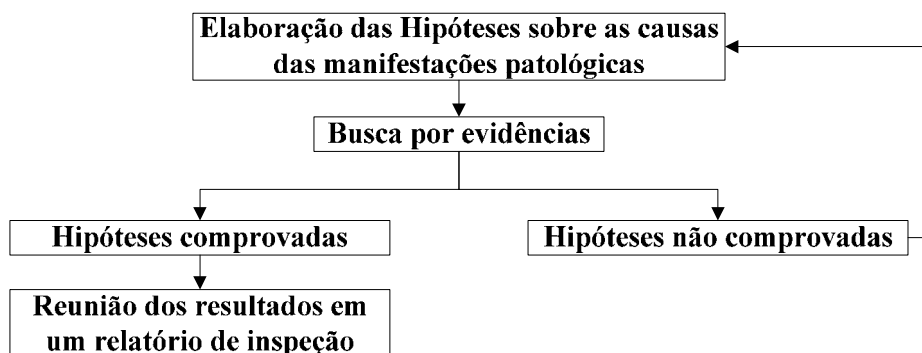 Elaboração das Hipóteses sobre as causas
das manifestações patológicas
Busca por evidências
Hipóteses comprovadas
Hipóteses não comprovadas
Reunião dos resultados em
um relatório de inspeção